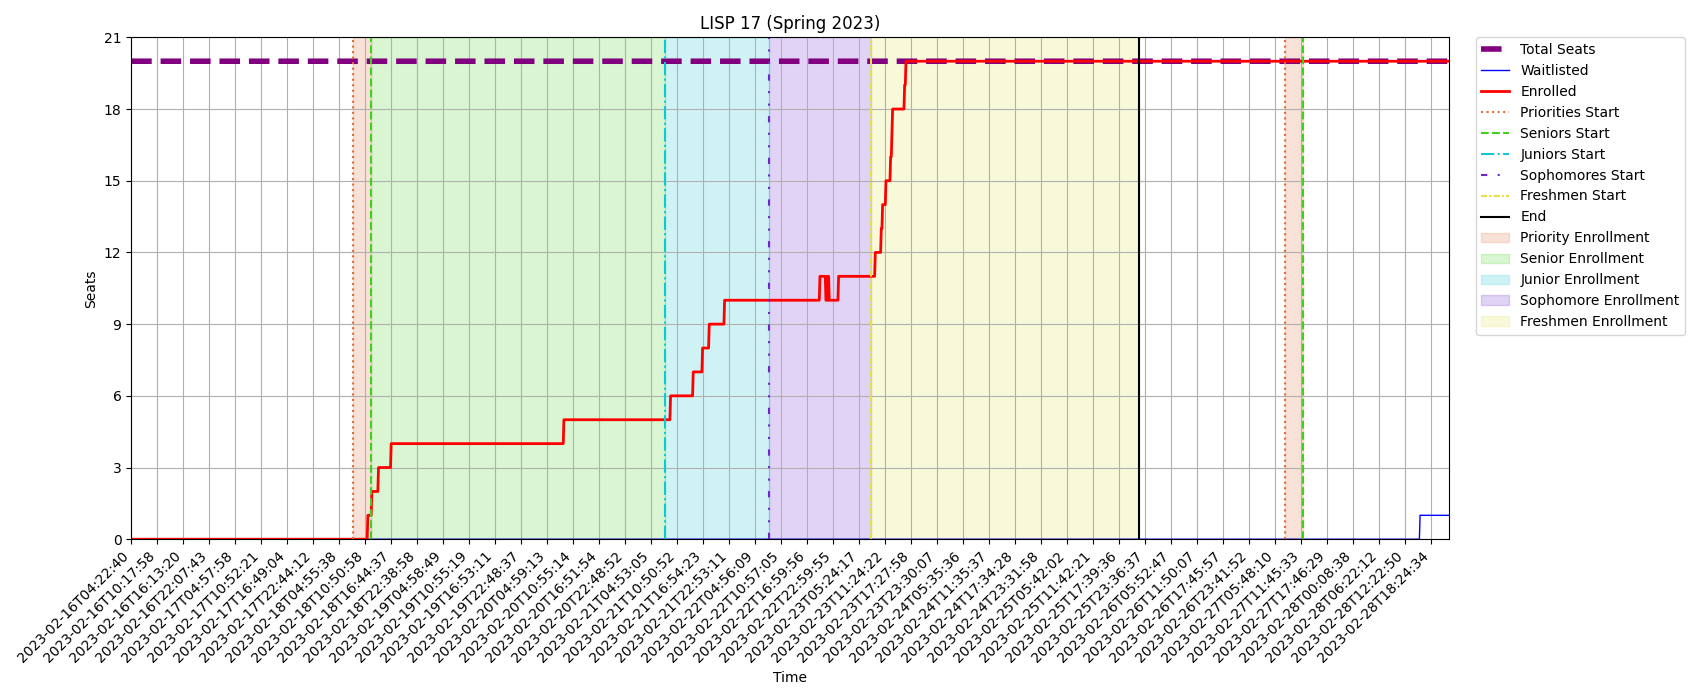 LISP 17 (Spring 2023)
21
18
15
12
9
6
3
0
Seats
2023-02-16T04:22:40
2023-02-16T10:17:58
2023-02-16T16:13:20
2023-02-16T22:07:43
2023-02-17T04:57:58
2023-02-17T10:52:21
2023-02-17T16:49:04
2023-02-17T22:44:12
2023-02-18T04:55:38
2023-02-18T10:50:58
2023-02-18T16:44:37
2023-02-18T22:38:58
2023-02-19T04:58:49
2023-02-19T10:55:19
2023-02-19T16:53:11
2023-02-19T22:48:37
2023-02-20T04:59:13
2023-02-20T10:55:14
2023-02-20T16:51:54
2023-02-20T22:48:52
2023-02-21T04:53:05
2023-02-21T10:50:52
2023-02-21T16:54:23
2023-02-21T22:53:11
2023-02-22T04:56:09
2023-02-22T10:57:05
2023-02-22T16:59:56
2023-02-22T22:59:55
2023-02-23T05:24:17
2023-02-23T11:24:22
2023-02-23T17:27:58
2023-02-23T23:30:07
2023-02-24T05:35:36
2023-02-24T11:35:37
2023-02-24T17:34:28
2023-02-24T23:31:58
2023-02-25T05:42:02
2023-02-25T11:42:21
2023-02-25T17:39:36
2023-02-25T23:36:37
2023-02-26T05:52:47
2023-02-26T11:50:07
2023-02-26T17:45:57
2023-02-26T23:41:52
2023-02-27T05:48:10
2023-02-27T11:45:33
2023-02-27T17:46:29
2023-02-28T00:08:38
2023-02-28T06:22:12
2023-02-28T12:22:50
2023-02-28T18:24:34
Time
Total Seats
Waitlisted
Enrolled
Priorities Start
Seniors Start
Juniors Start
Sophomores Start
Freshmen Start
End
Priority Enrollment
Senior Enrollment
Junior Enrollment
Sophomore Enrollment
Freshmen Enrollment